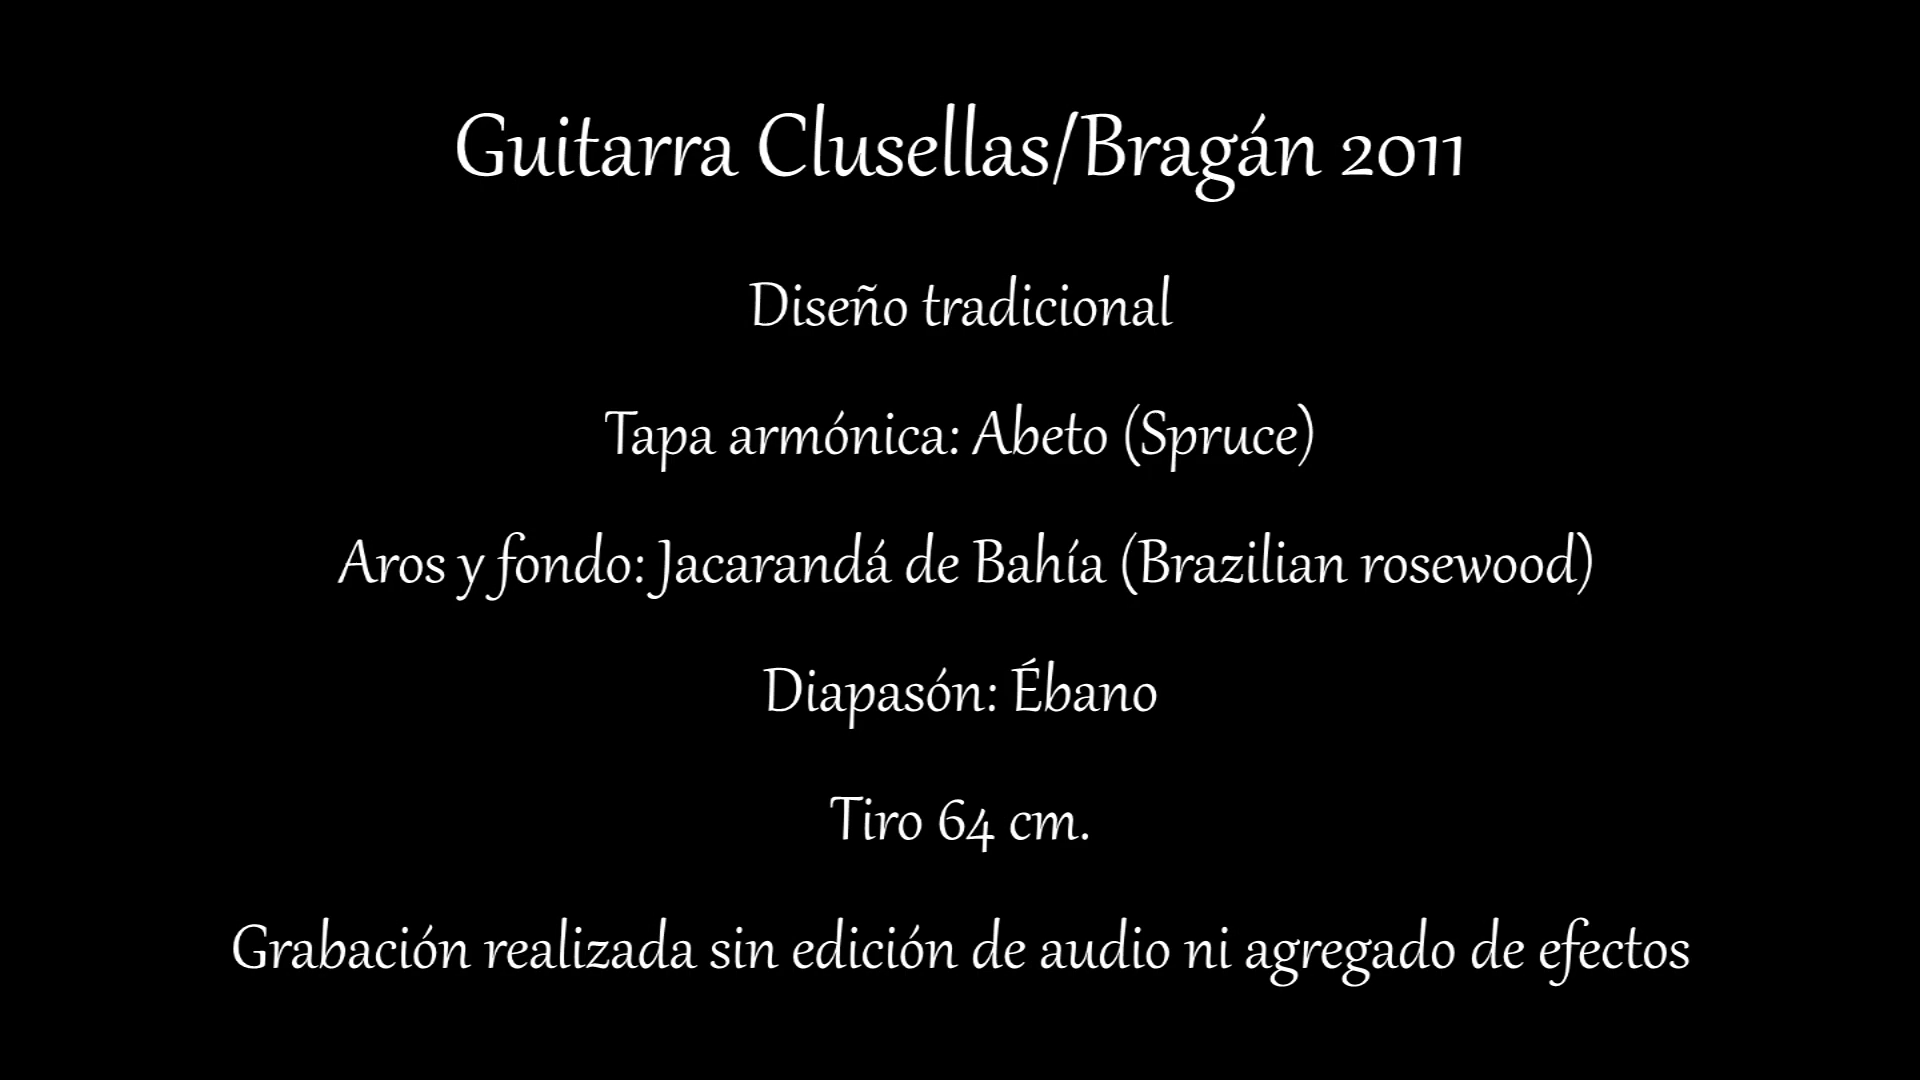 Guitarra Clusellas/Bragán 2011
Diseño tradicional
Tapa armónica: Abeto (Spruce)
Aros y fondo: Jacarandá de Bahía (Brazilian rosewood)
Diapasón: Ébano
Tiro 64 cm.
Grabación realizada sin edición de audio ni agregado de efectos